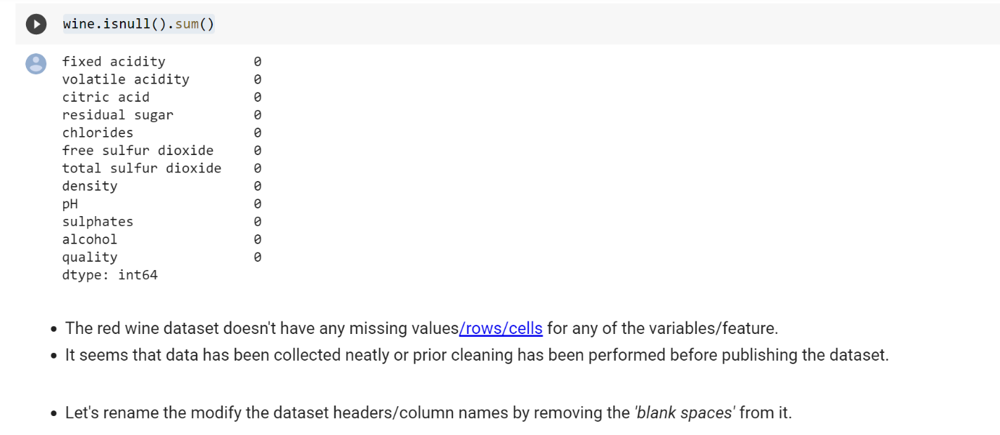 wine.isnull().sum()
fixed acidity 0
volatile acidity 0
citric acid 0
residual sugar 0
chlorides 0
free sulfur dioxide 0
total sulfur dioxide 0
density 0
pH 0
sulphates 0
alcohol 0
quality 0
dtype: int64
• The red wine dataset doesn't have any missing values/rows/cells for any of the variables/feature.
• It seems that data has been collected neatly or prior cleaning has been performed before publishing the dataset.
• Let's rename the modify the dataset headers/column names by removing the 'blank spaces' from it.